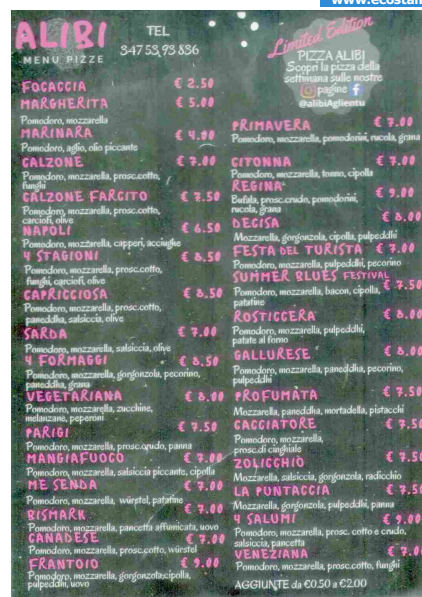 www.ecostan
ALIBI
MENU PIZZE
TEL
347 53 93 836
Limited Edition
PIZZA ALIBI
Scopri la pizza della
settimana sulle nostre
pagine
@alibiAglientu
FOCACCIA € 2.50
MARGHERITA € 5.00
Pomodoro, mozzarella
MARINARA € 4.00
Pomodoro, aglio, olio piccante
CALZONE € 7.00
Pomodoro, mozzarella, prosc.cotto,
funghi
CALZONE FARCITO € 7.50
Pomodoro, mozzarella, prosc.cotto,
carciofi, olive
NAPOLI € 6.50
Pomodoro, mozzarella, capperi, acciughe
4 STAGIONI € 8.50
Pomodoro, mozzarella, prosc.cotto,
funghi, carciofi, olive
CAPRICCIOSA € 8.50
Pomodoro, mozzarella, prosc.cotto,
paneddha, salsiccia, olive
SARDA € 7.00
Pomodoro, mozzarella, salsiccia, olive
4 FORMAGGI € 8.50
Pomodoro, mozzarella, gorgonzola, pecorino,
paneddha, grana
VEGETARIANA € 8.00
Pomodoro, mozzarella, zucchine,
melanzane, peperoni
PARIGI € 7.50
Pomodoro, mozzarella, prosc.crudo, panna
MANGIAFUOCO € 7.00
Pomodoro, mozzarella, salsiccia piccante, cipolla
ME SENDA € 7.00
Pomodoro, mozzarella, würstel, patatine
BISMARK € 7.00
Pomodoro, mozzarella, pancetta affumicata, uovo
CANADESE € 7.00
Pomodoro, mozzarella, prosc.cotto, würstel
FRANTOIO € 9.00
Pomodoro, mozzarella, gorgonzola,cipolla,
pulpeddhi, uovo
PRIMAVERA € 7.00
Pomodoro, mozzarella, pomodorini, rucola, grana
CITONNA € 7.00
Pomodoro, mozzarella, tonno, cipolla
REGINA € 9.00
Bufala, prosc.crudo, pomodorini,
rucola, grana
DECISA € 8.00
Mozzarella, gorgonzola, cipolla, pulpeddhi
FESTA DEL TURISTA € 7.00
Pomodoro, mozzarella, pulpeddhi, pecorino
SUMMER BLUES FESTIVAL € 7.50
Pomodoro, mozzarella, bacon, cipolla,
patatine
ROSTICCERA € 8.00
Pomodoro, mozzarella, pulpeddhi,
patate al forno
GALLURESE € 8.00
Pomodoro, mozzarella, paneddha, pecorino,
pulpeddhi
PROFUMATA € 7.50
Mozzarella, paneddha, mortadella, pistacchi
CACCIATORE € 7.50
Pomodoro, mozzarella,
prosc.di cinghiale
ZOLICCHIO € 7.50
Mozzarella, salsiccia, gorgonzola, radicchio
LA PUNTACCIA € 7.50
Mozzarella, gorgonzola, pulpeddhi, panna
4 SALUMI € 9.00
Pomodoro, mozzarella, prosc. cotto e crudo,
salsiccia, pancetta
VENEZIANA € 7.00
Pomodoro, mozzarella, prosc.cotto, funghi
AGGIUNTE da €0.50 a €2.00